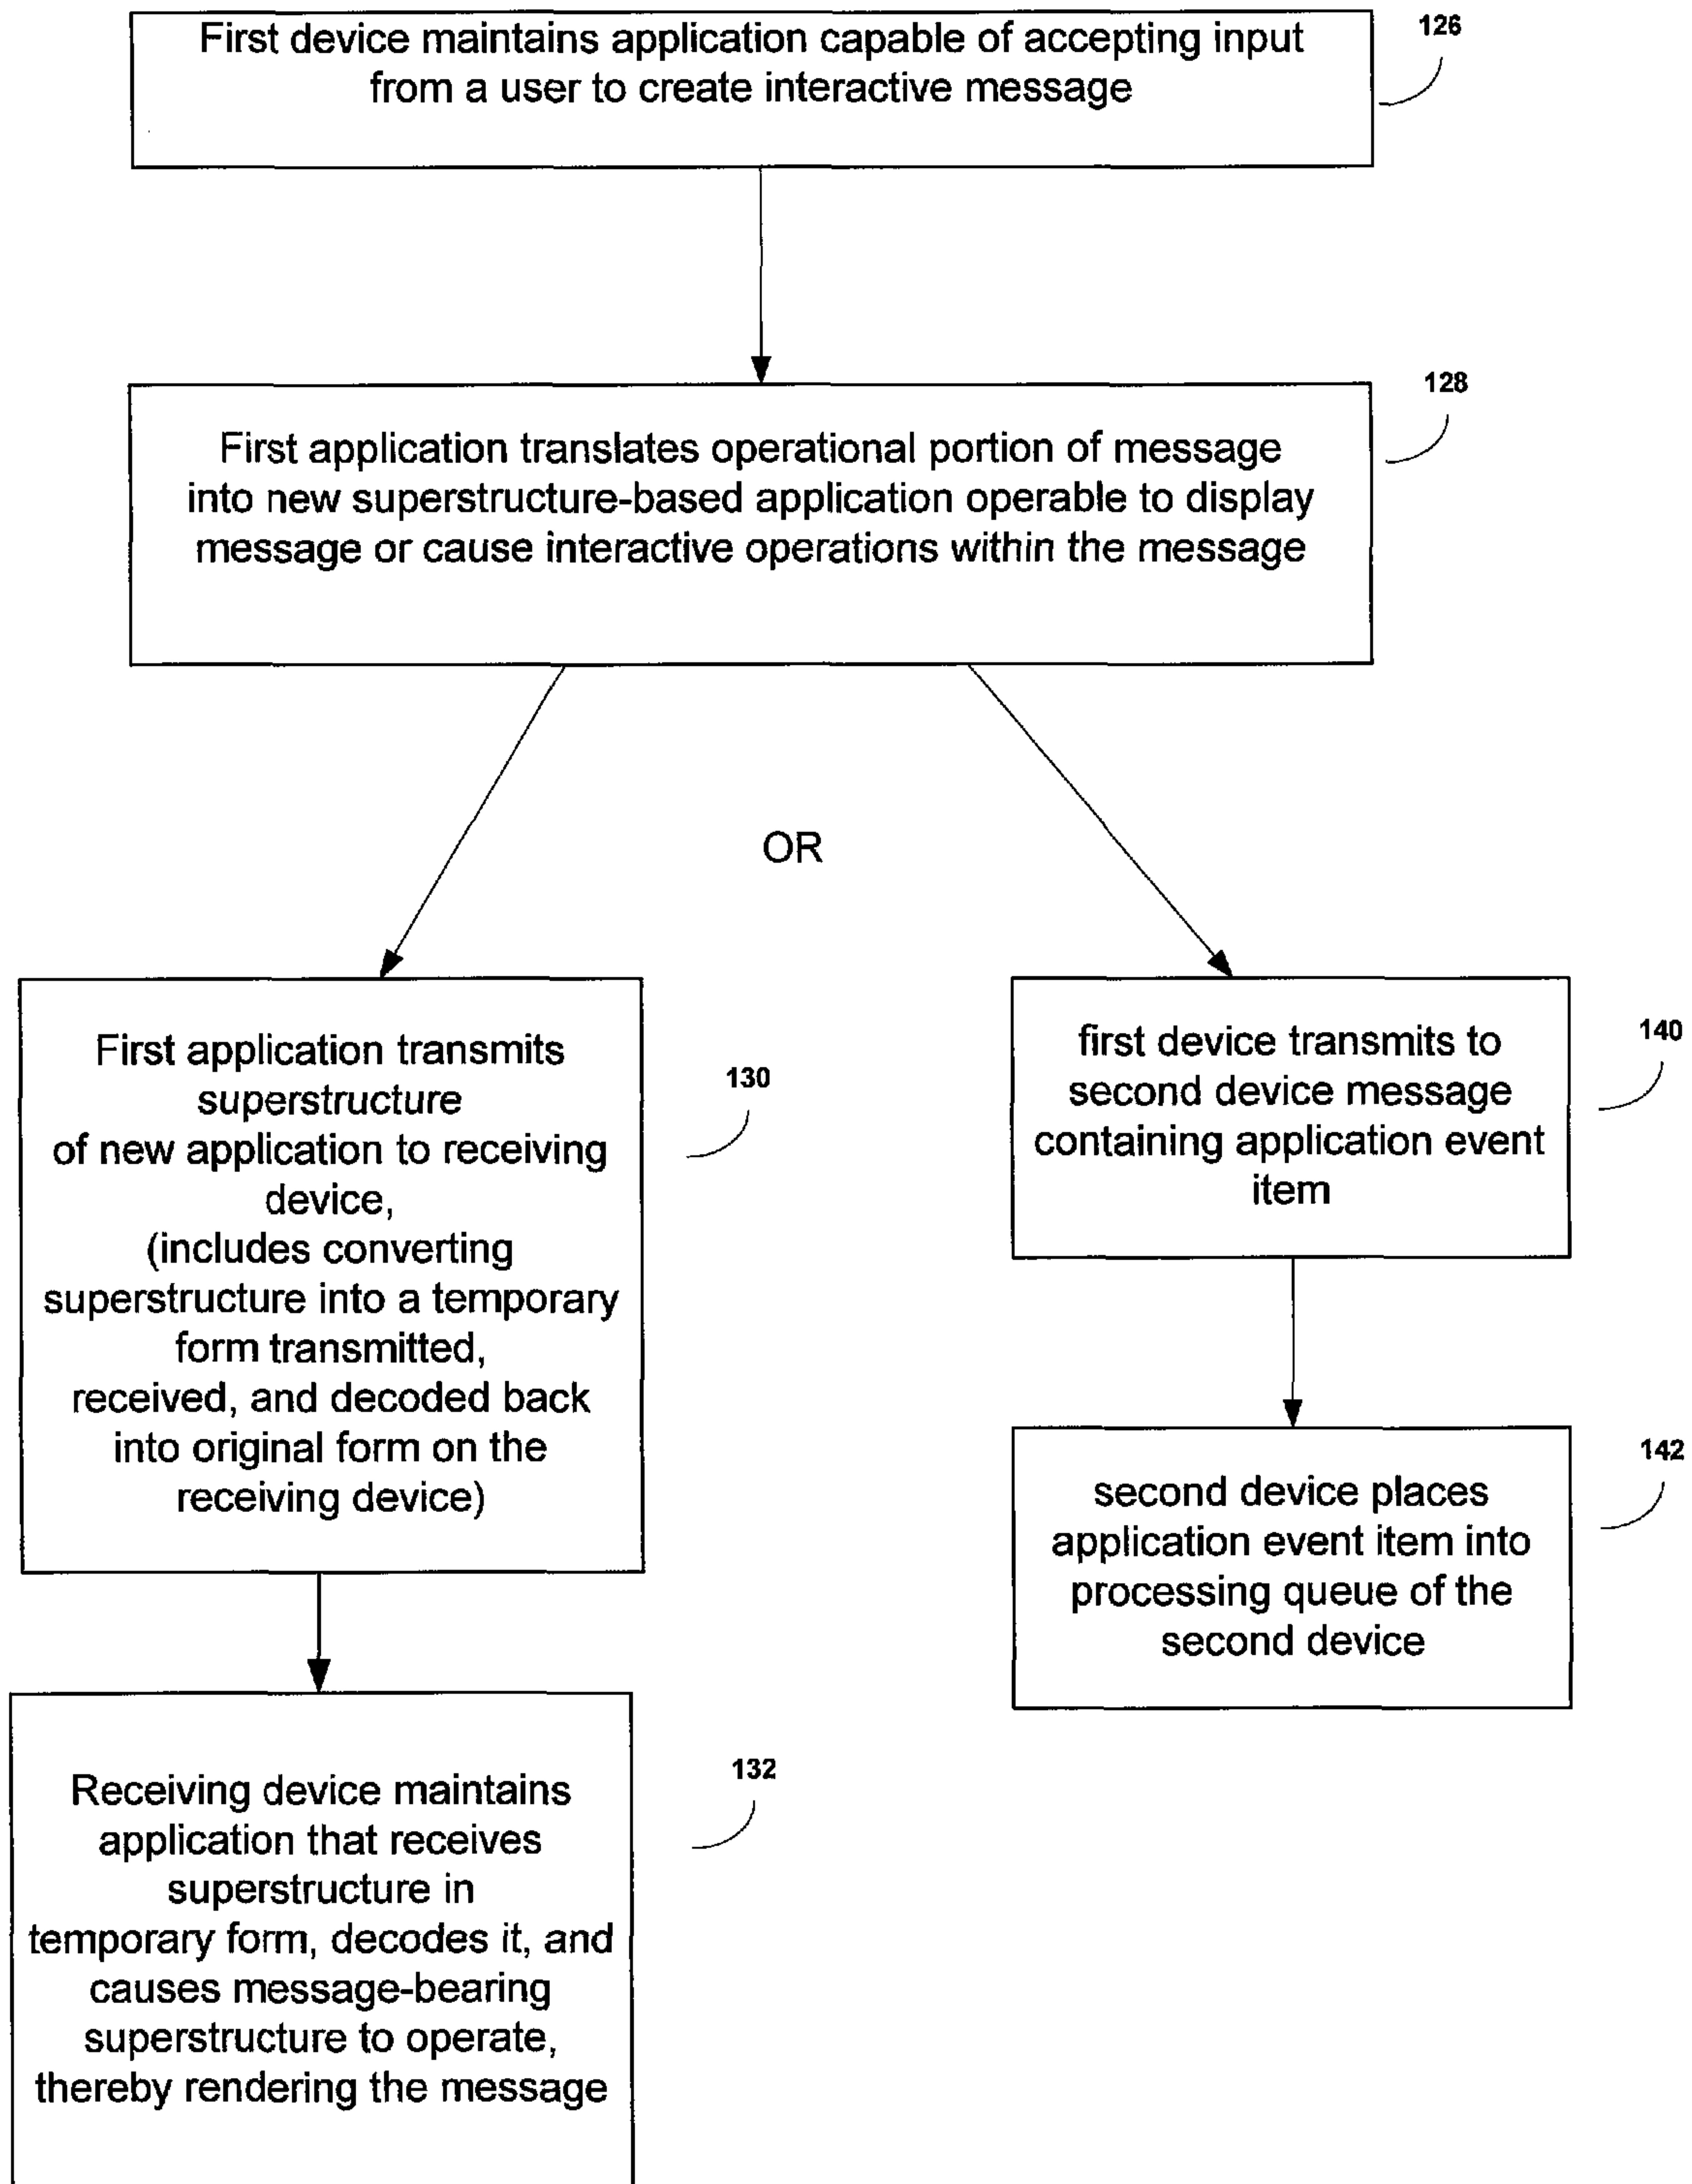 First device maintains application capable of accepting input
from a user to create interactive message
126
First application translates operational portion of message
into new superstructure-based application operable to display
message or cause interactive operations within the message
128
OR
First application transmits
superstructure
of new application to receiving
device,
(includes converting
superstructure into a temporary
form transmitted,
received, and decoded back
into original form on the
receiving device)
130
Receiving device maintains
application that receives
superstructure in
temporary form, decodes it, and
causes message-bearing
superstructure to operate,
thereby rendering the message
132
first device transmits to
second device message
containing application event
item
140
second device places
application event item into
processing queue of the
second device
142